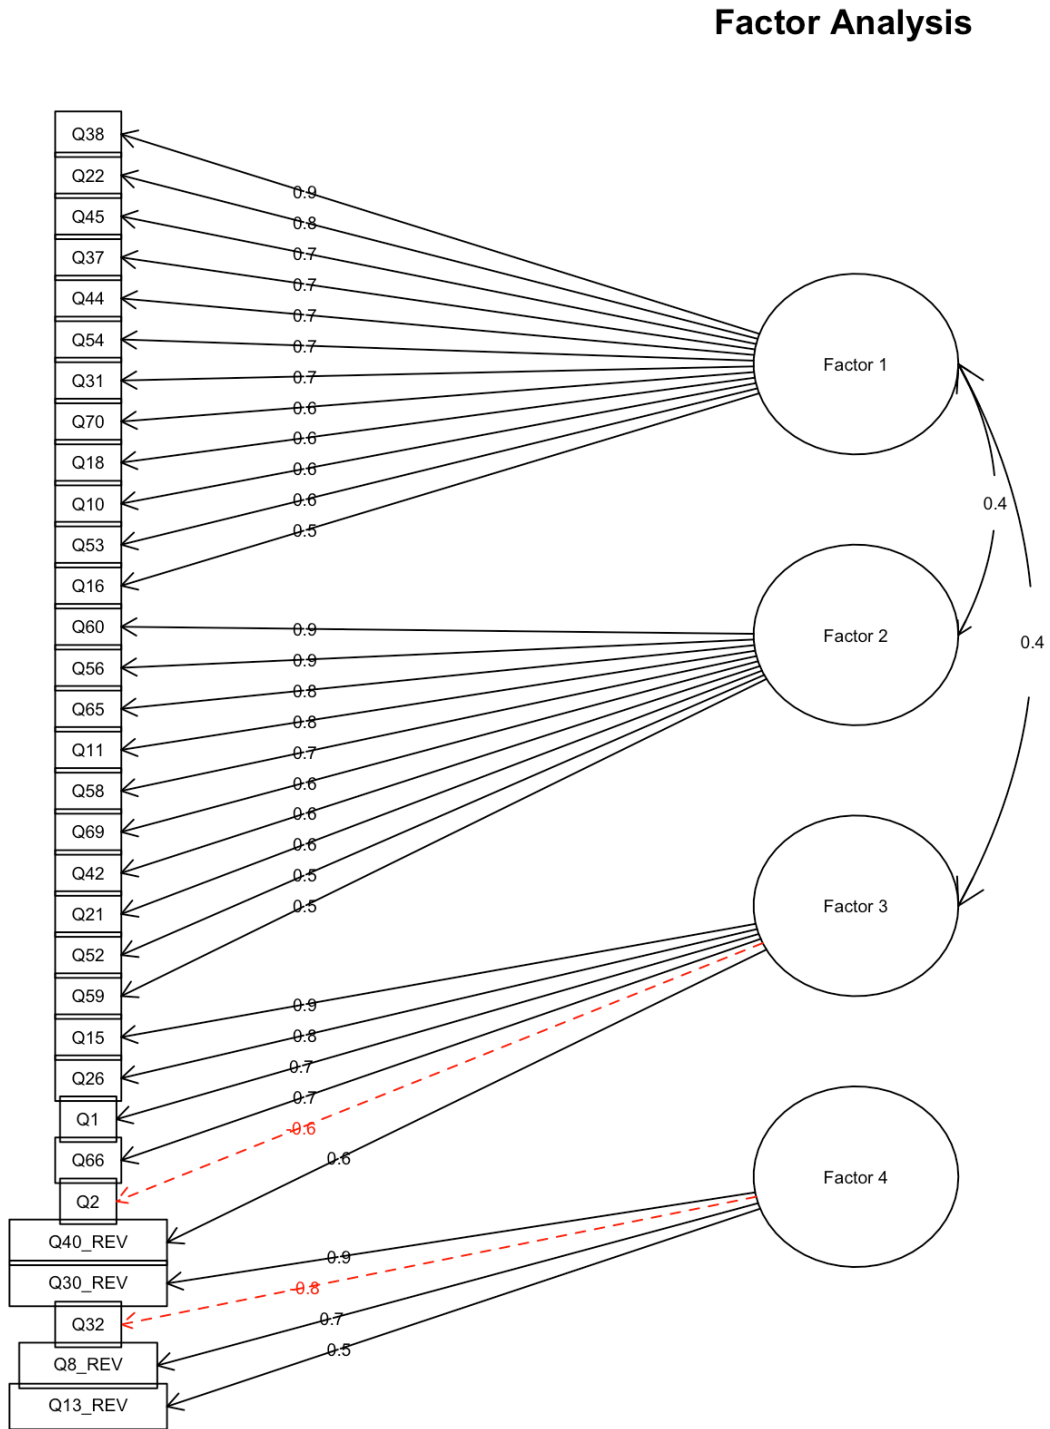 Factor Analysis
Q38
Q22
Q45
Q37
Q44
Q54
Q31
Q70
Q18
Q10
Q53
Q16
Q60
Q56
Q65
Q11
Q58
Q69
Q42
Q21
Q52
Q59
Q15
Q26
Q1
Q66
Q2
Q40_REV
Q30_REV
Q32
Q8_REV
Q13_REV
0.9
0.8
0.7
0.7
0.7
0.7
0.7
0.6
0.6
0.6
0.6
0.5
0.9
0.9
0.8
0.8
0.7
0.6
0.6
0.6
0.5
0.5
0.9
0.8
0.7
0.7
-0.6
0.6
0.9
-0.8
0.7
0.5
Factor 1
Factor 2
Factor 3
Factor 4
0.4
0.4